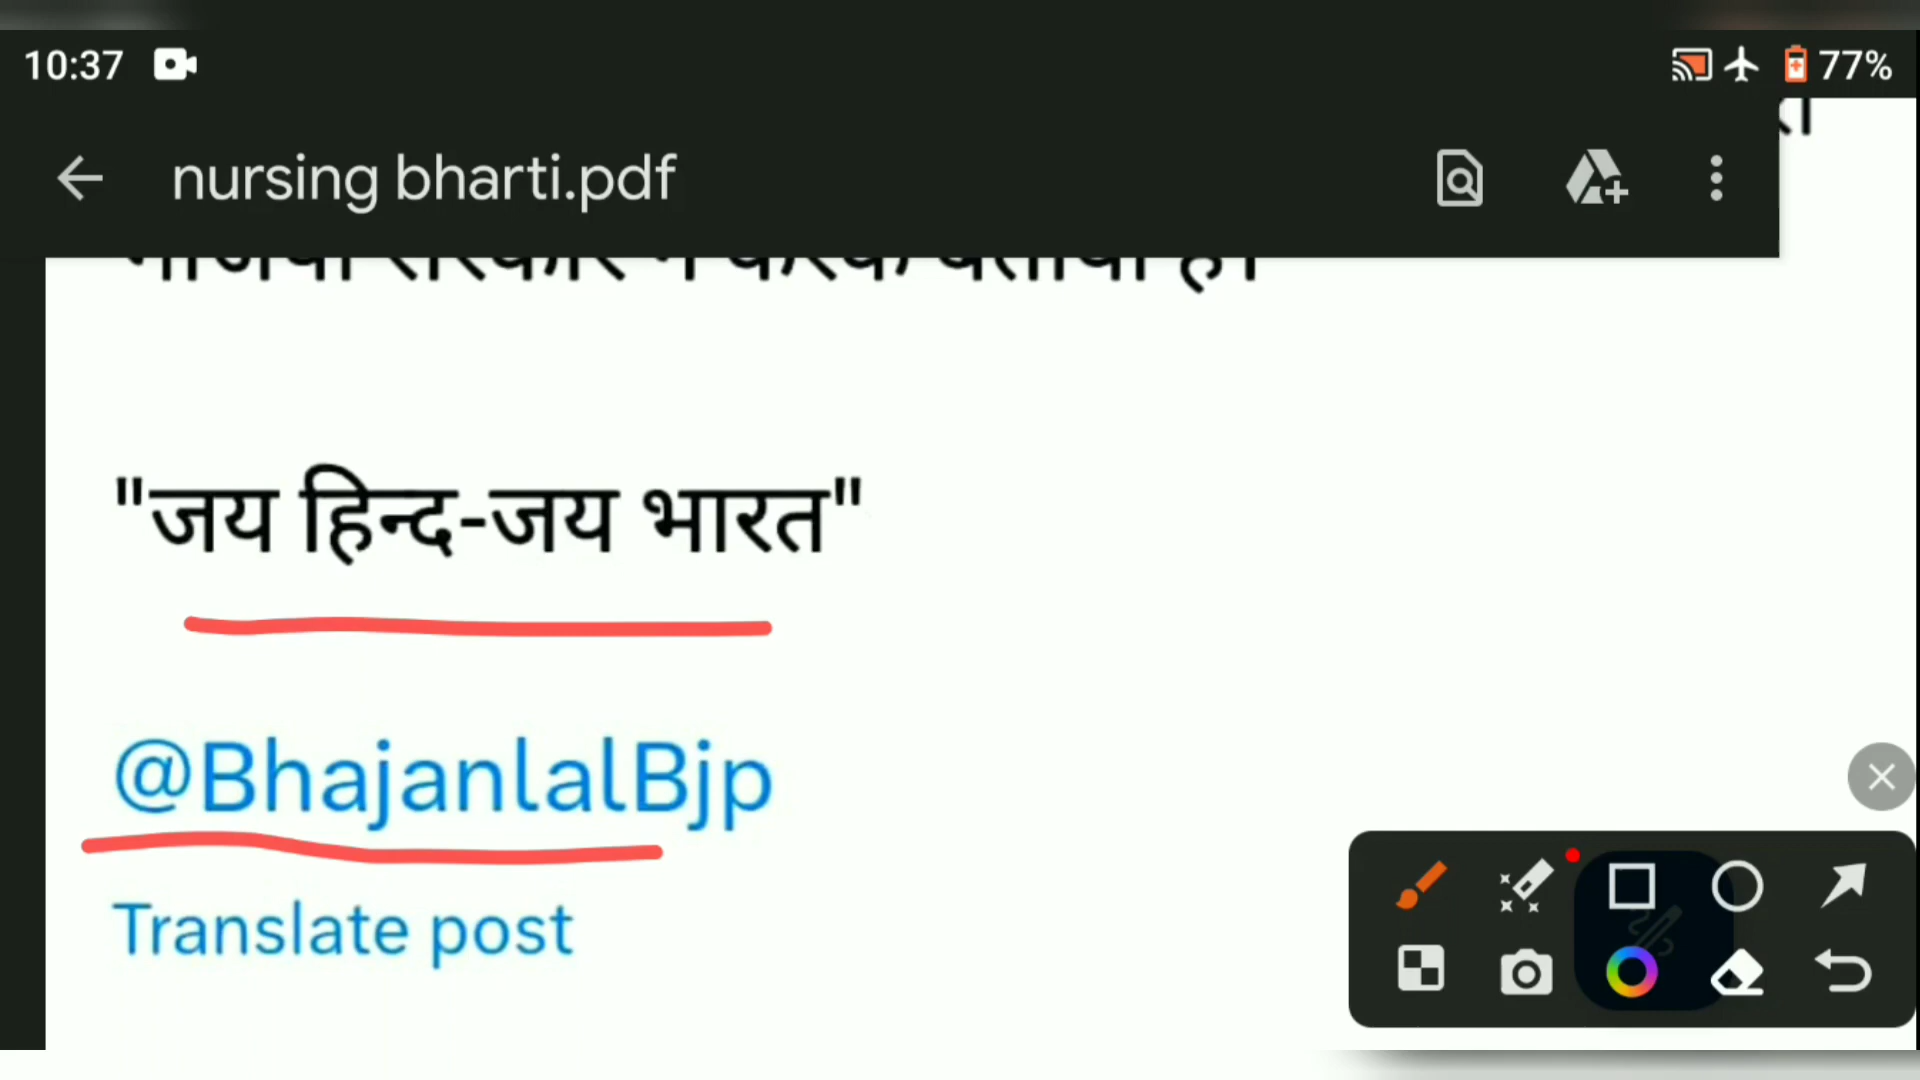 10:37
77%
nursing bharti.pdf
"जय हिन्द-जय भारत"
@BhajanlalBjp
Translate post